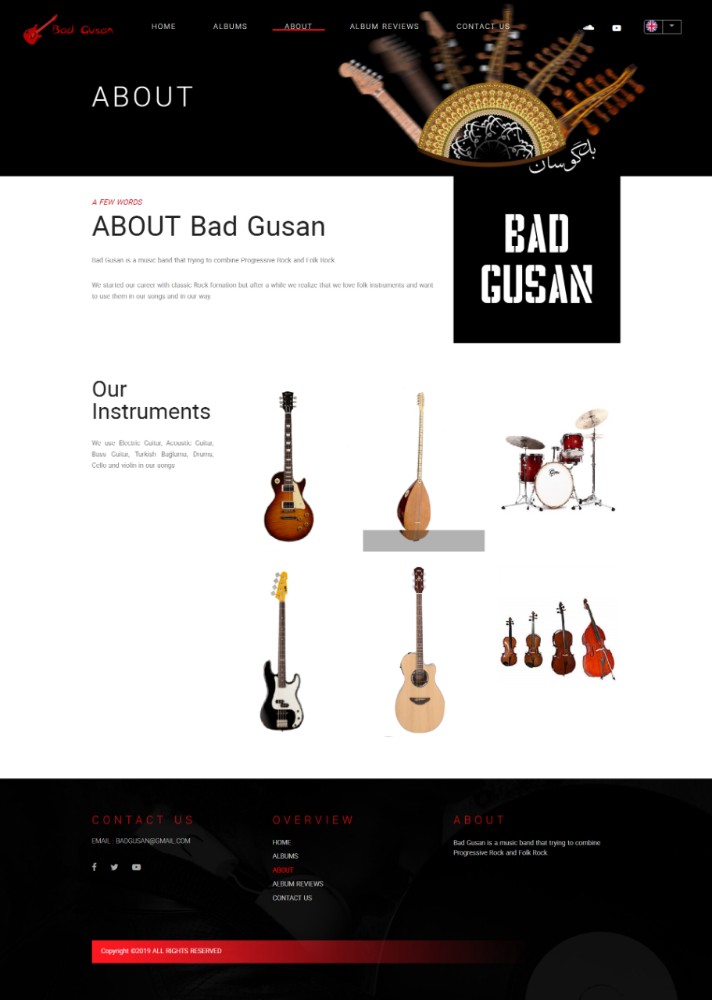 Bad Gusan
HOME
ALBUMS
ABOUT
ALBUM REVIEWS
CONTACT US
ABOUT
A FEW WORDS
ABOUT Bad Gusan
Bad Gusan is a music band that trying to combine Progressive Rock and Folk Rock
We started our career with classic Rock fornation but after a while we realize that we love folk instruments and want
to use them in our songs and in our way.
BAD
GUSAN
Our
Instruments
We use Electric Guitar, Acoustic Guitar,
Bass Guitar, Turkish Bağlama, Drums,
Cello and violin in our songs
CONTACT US
EMAIL : BADGUSAN@GMAIL.COM
OVERVIEW
HOME
ALBUMS
ABOUT
ALBUM REVIEWS
CONTACT US
ABOUT
Bad Gusan is a music band that trying to combine
Progressive Rock and Folk Rock
Copyright ©2019 ALL RIGHTS RESERVED